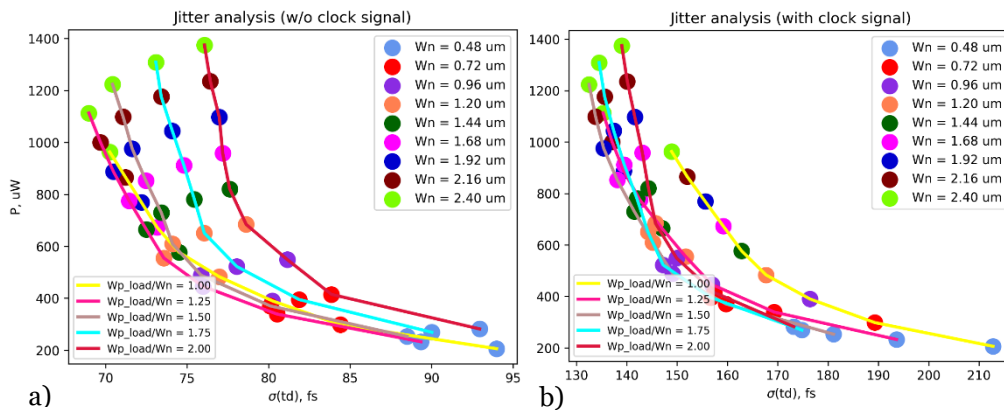 Jitter analysis (w/o clock signal)
P, uW
1400
1200
1000
800
600
400
200
Wn = 0.48 um
Wn = 0.72 um
Wn = 0.96 um
Wn = 1.20 um
Wn = 1.44 um
Wn = 1.68 um
Wn = 1.92 um
Wn = 2.16 um
Wn = 2.40 um
Wp_load/Wn = 1.00
Wp_load/Wn = 1.25
Wp_load/Wn = 1.50
Wp_load/Wn = 1.75
Wp_load/Wn = 2.00
70 75 80 85 90 95
σ(td), fs
a)
Jitter analysis (with clock signal)
1400
1200
1000
800
600
400
200
Wn = 0.48 um
Wn = 0.72 um
Wn = 0.96 um
Wn = 1.20 um
Wn = 1.44 um
Wn = 1.68 um
Wn = 1.92 um
Wn = 2.16 um
Wn = 2.40 um
Wp_load/Wn = 1.00
Wp_load/Wn = 1.25
Wp_load/Wn = 1.50
Wp_load/Wn = 1.75
Wp_load/Wn = 2.00
130 140 150 160 170 180 190 200 210
σ(td), fs
b)